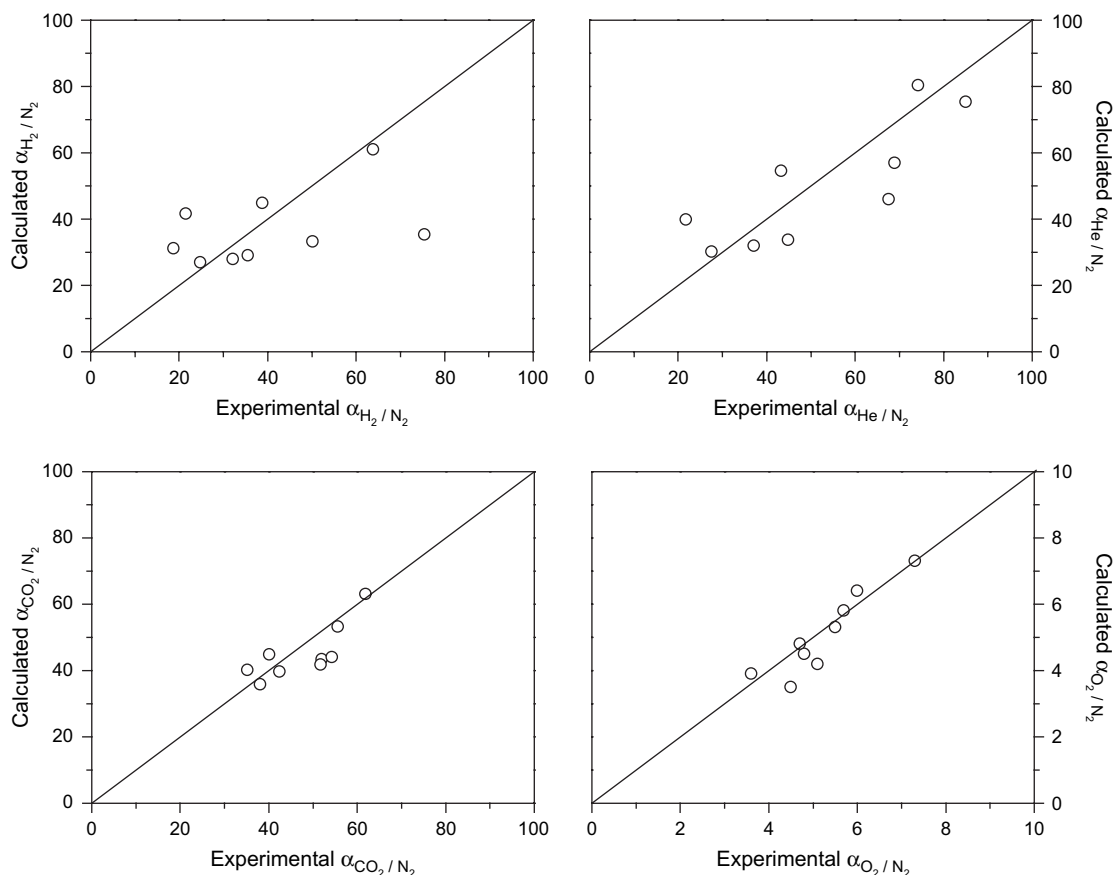 100
80
60
40
20
0
Calculated α_H₂ / N₂
0 20 40 60 80 100
Experimental α_H₂ / N₂
100
80
60
40
20
0
Calculated α_He / N₂
0 20 40 60 80 100
Experimental α_He / N₂
100
80
60
40
20
0
Calculated α_CO₂ / N₂
0 20 40 60 80 100
Experimental α_CO₂ / N₂
10
8
6
4
2
0
Calculated α_O₂ / N₂
0 2 4 6 8 10
Experimental α_O₂ / N₂